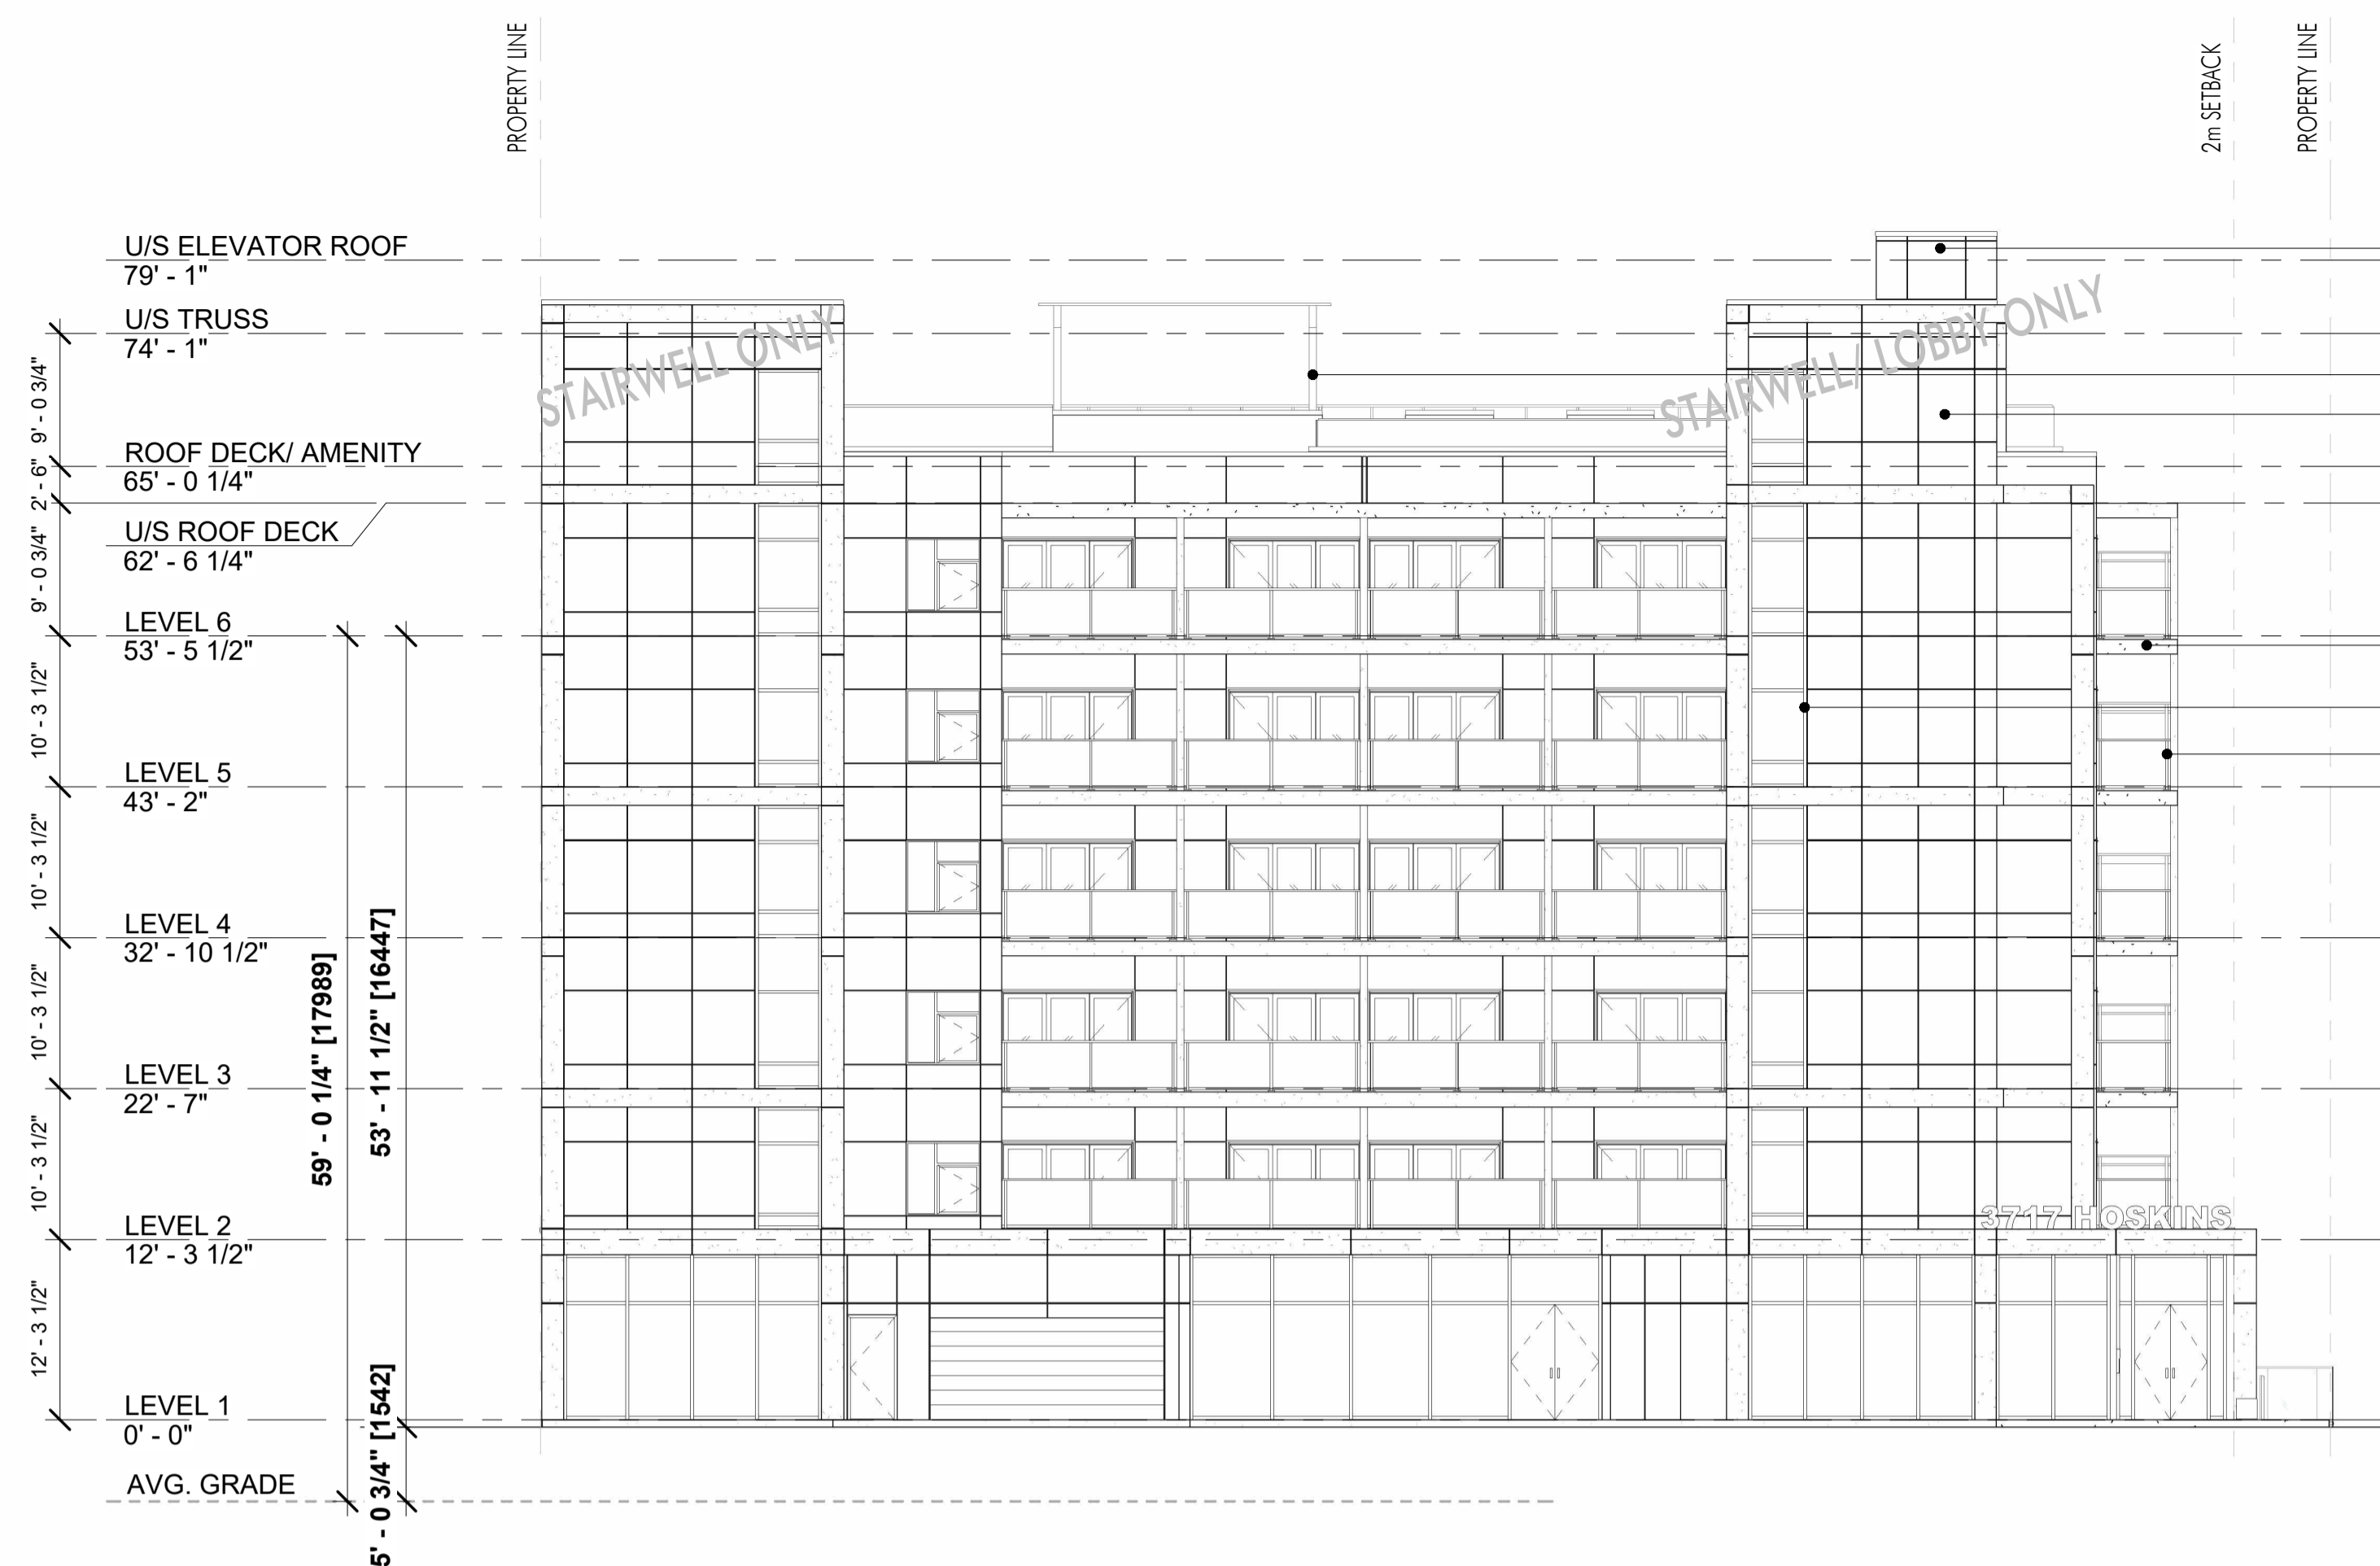 PROPERTY LINE
2m SETBACK
PROPERTY LINE
U/S ELEVATOR ROOF
79' - 1"
U/S TRUSS
74' - 1"
9' - 0 3/4"
STAIRWELL ONLY
STAIRWELL/ LOBBY ONLY
ROOF DECK/ AMENITY
65' - 0 1/4"
2' - 6"
U/S ROOF DECK
62' - 6 1/4"
9' - 0 3/4"
LEVEL 6
53' - 5 1/2"
10' - 3 1/2"
LEVEL 5
43' - 2"
10' - 3 1/2"
LEVEL 4
32' - 10 1/2"
59' - 0 1/4" [17989]
53' - 11 1/2" [16447]
10' - 3 1/2"
LEVEL 3
22' - 7"
10' - 3 1/2"
LEVEL 2
12' - 3 1/2"
3717 HOSKINS
12' - 3 1/2"
LEVEL 1
0' - 0"
5' - 0 3/4" [1542]
AVG. GRADE